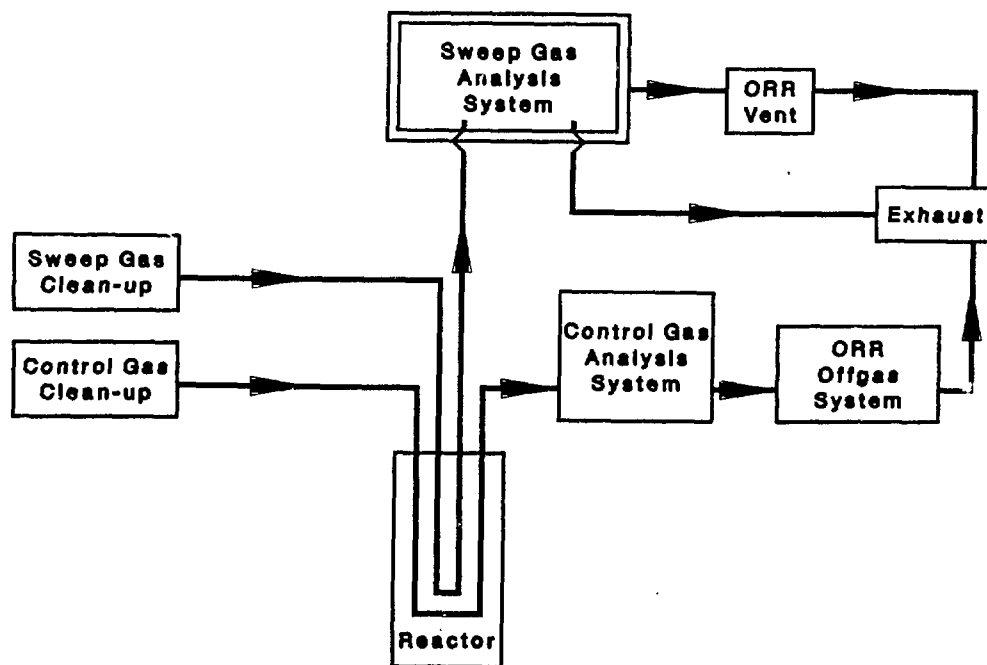 Sweep Gas
Analysis
System
ORR
Vent
Exhaust
Sweep Gas
Clean-up
Control Gas
Clean-up
Control Gas
Analysis
System
ORR
Offgas
System
Reactor